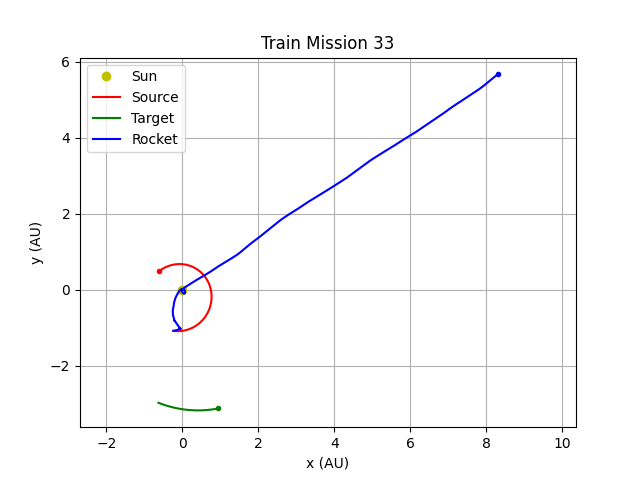 Train Mission 33
6
4
2
0
−2
y (AU)
Sun
Source
Target
Rocket
−2 0 2 4 6 8 10
x (AU)